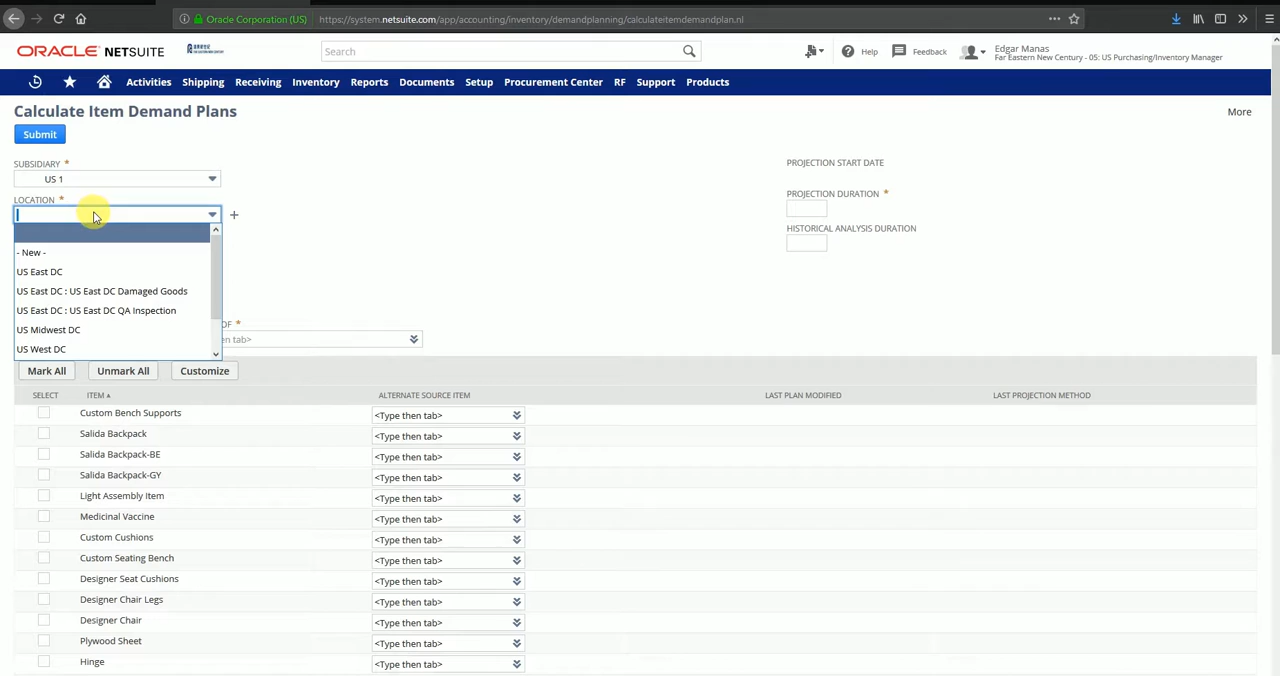 Oracle Corporation (US) https://system.netsuite.com/app/accounting/inventory/demandplanning/calculateitemdemandplan.nl
ORACLE NETSUITE
Search
Help
Feedback
Edgar Manas
Far Eastern New Century - 05: US Purchasing/Inventory Manager
Activities Shipping Receiving Inventory Reports Documents Setup Procurement Center RF Support Products
Calculate Item Demand Plans
More
Submit
SUBSIDIARY *
US 1
LOCATION *
- New -
US East DC
US East DC : US East DC Damaged Goods
US East DC : US East DC QA Inspection
US Midwest DC
US West DC
PROJECTION START DATE
PROJECTION DURATION *
HISTORICAL ANALYSIS DURATION
OF *
en tab>
Mark All Unmark All Customize
SELECT ITEM ALTERNATE SOURCE ITEM LAST PLAN MODIFIED LAST PROJECTION METHOD
Custom Bench Supports <Type then tab>
Salida Backpack <Type then tab>
Salida Backpack-BE <Type then tab>
Salida Backpack-GY <Type then tab>
Light Assembly Item <Type then tab>
Medicinal Vaccine <Type then tab>
Custom Cushions <Type then tab>
Custom Seating Bench <Type then tab>
Designer Seat Cushions <Type then tab>
Designer Chair Legs <Type then tab>
Designer Chair <Type then tab>
Plywood Sheet <Type then tab>
Hinge <Type then tab>